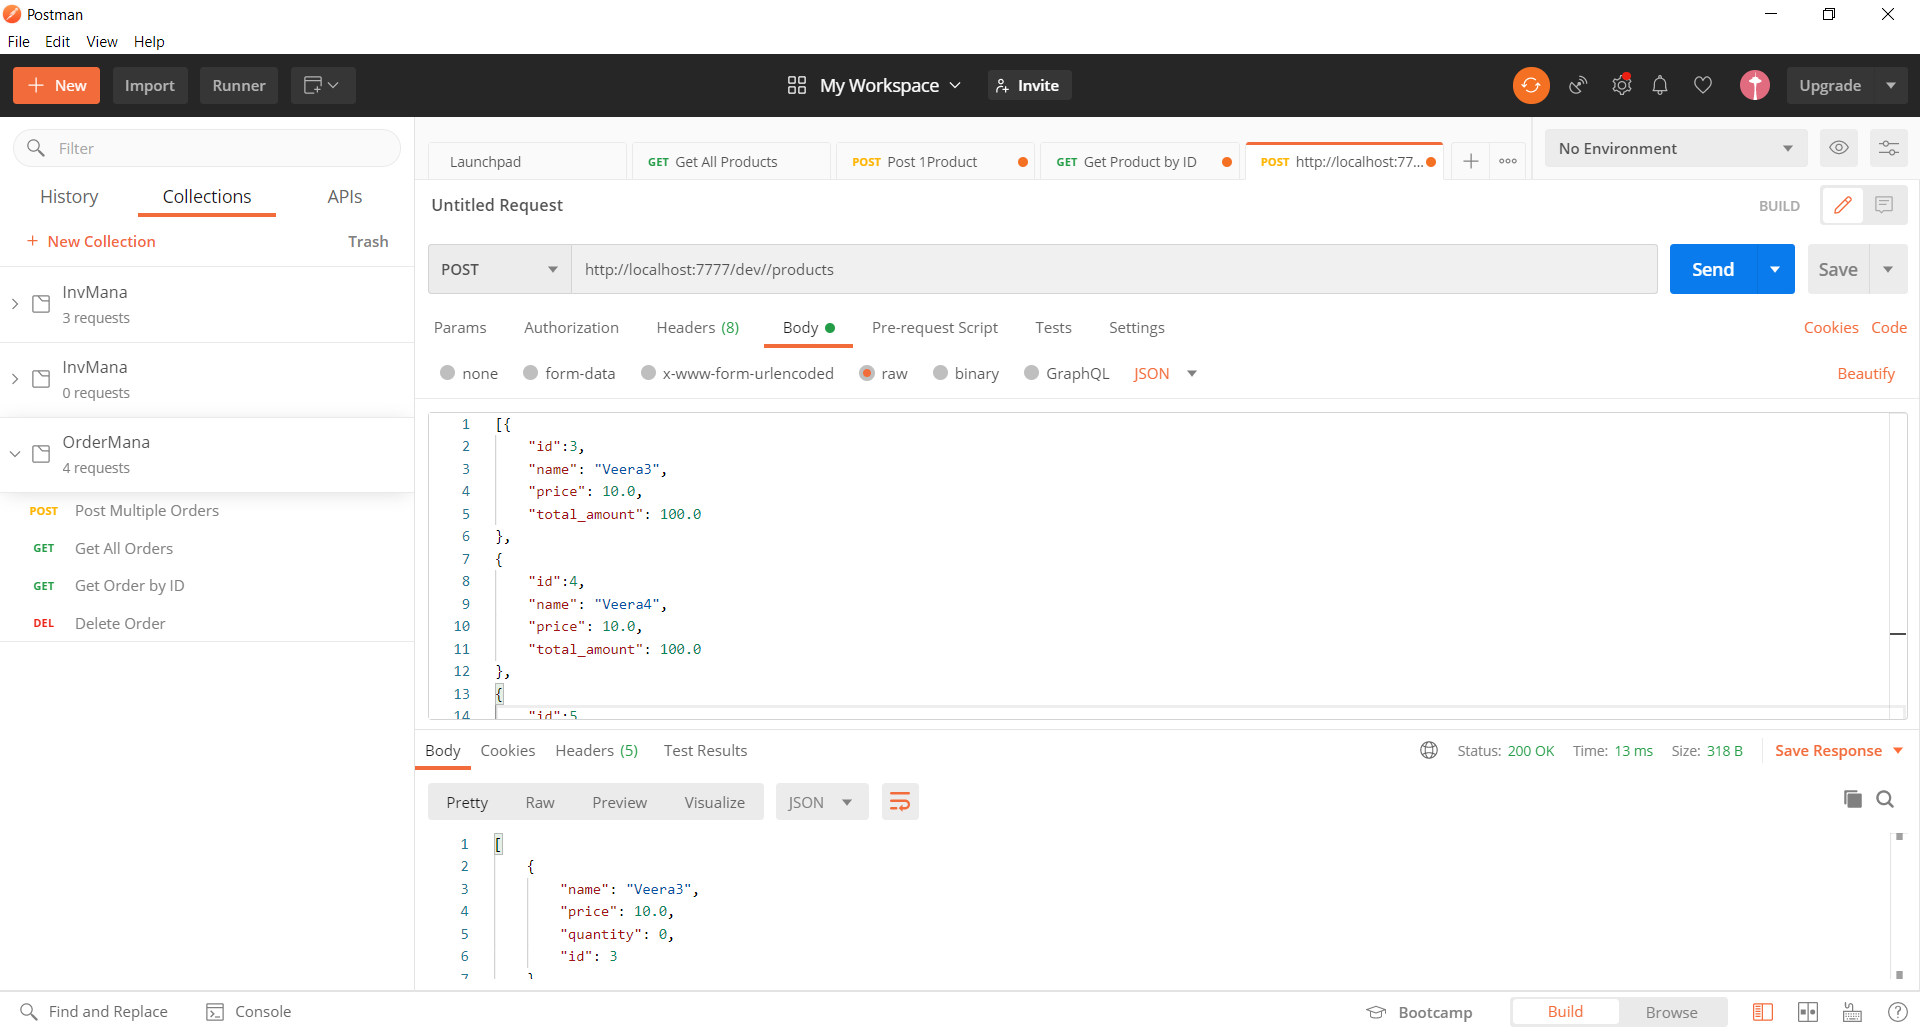 Postman
File Edit View Help
New Import Runner My Workspace Invite Upgrade
Filter
History Collections APIs
+ New Collection Trash
InvMana
3 requests
InvMana
0 requests
OrderMana
4 requests
POST Post Multiple Orders
GET Get All Orders
GET Get Order by ID
DEL Delete Order
Launchpad GET Get All Products POST Post 1Product GET Get Product by ID POST http://localhost:77... No Environment
Untitled Request BUILD
POST http://localhost:7777/dev//products Send Save
Params Authorization Headers (8) Body Pre-request Script Tests Settings Cookies Code
none form-data x-www-form-urlencoded raw binary GraphQL JSON Beautify
1 [{
2 "id":3,
3 "name": "Veera3",
4 "price": 10.0,
5 "total_amount": 100.0
6 },
7 {
8 "id":4,
9 "name": "Veera4",
10 "price": 10.0,
11 "total_amount": 100.0
12 },
13 {
14 "id":5
Body Cookies Headers (5) Test Results Status: 200 OK Time: 13 ms Size: 318 B Save Response
Pretty Raw Preview Visualize JSON
1 [
2 {
3 "name": "Veera3",
4 "price": 10.0,
5 "quantity": 0,
6 "id": 3
7 }
Find and Replace Console Bootcamp Build Browse